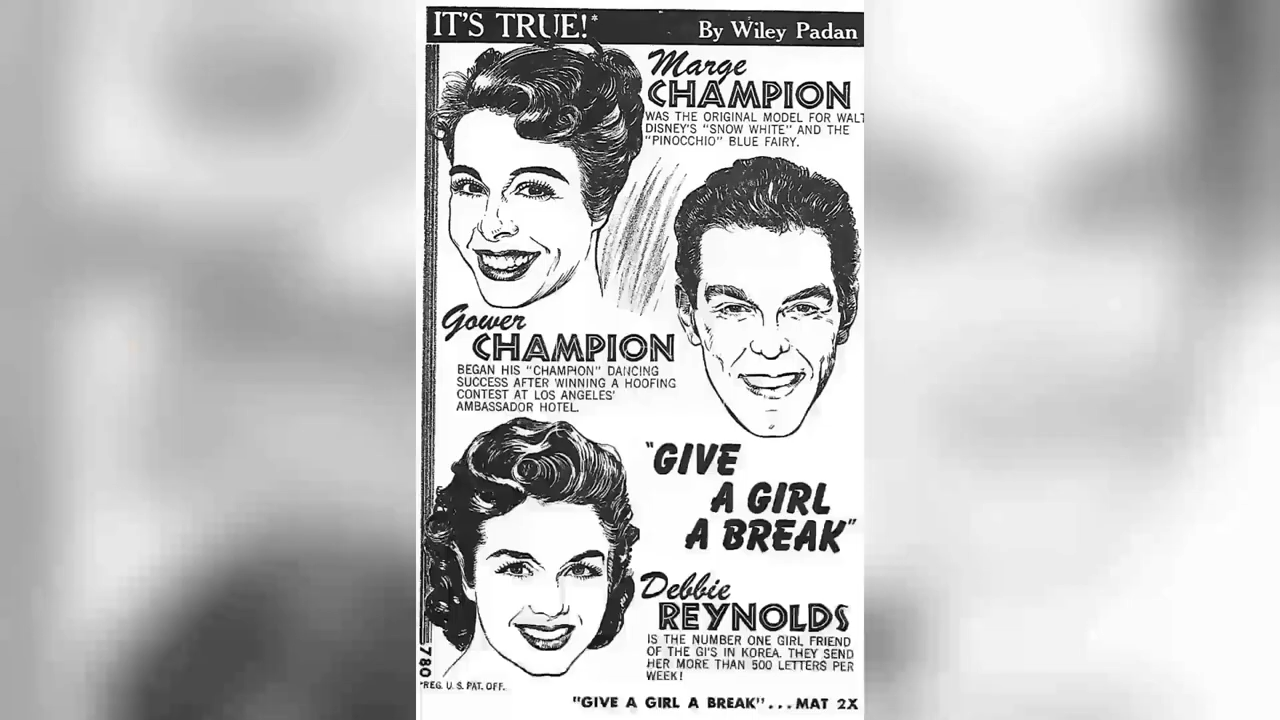 IT'S TRUE!* By Wiley Padan
Marge
CHAMPION
WAS THE ORIGINAL MODEL FOR WALT
DISNEY'S "SNOW WHITE" AND THE
"PINOCCHIO" BLUE FAIRY.
Gower
CHAMPION
BEGAN HIS "CHAMPION" DANCING
SUCCESS AFTER WINNING A HOOFING
CONTEST AT LOS ANGELES'
AMBASSADOR HOTEL.
"GIVE
A GIRL
A BREAK"
Debbie
REYNOLDS
IS THE NUMBER ONE GIRL FRIEND
OF THE GI'S IN KOREA. THEY SEND
HER MORE THAN 500 LETTERS PER
WEEK!
-780
*REG. U. S. PAT. OFF.
"GIVE A GIRL A BREAK"...MAT 2X